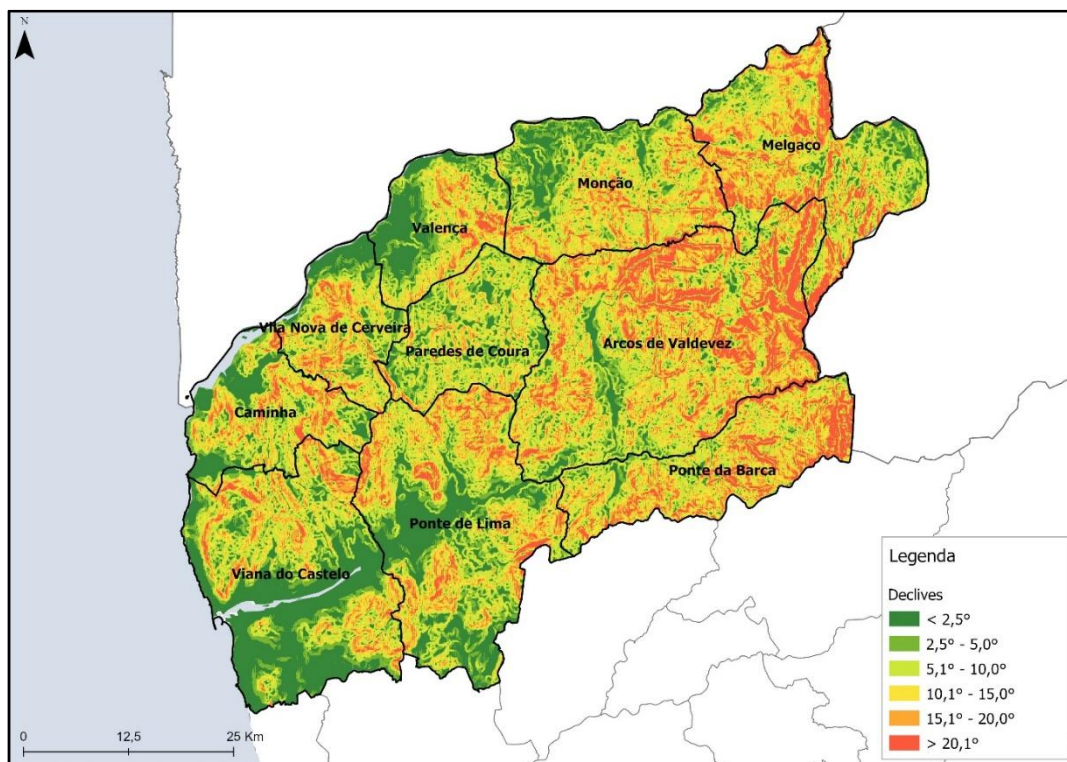 N
Melgaço
Monção
Valença
Vila Nova de Cerveira
Paredes de Coura
Arcos de Valdevez
Caminha
Ponte da Barca
Ponte de Lima
Viana do Castelo
Legenda
Declives
< 2,5°
2,5° - 5,0°
5,1° - 10,0°
10,1° - 15,0°
15,1° - 20,0°
> 20,1°
0 12,5 25 Km